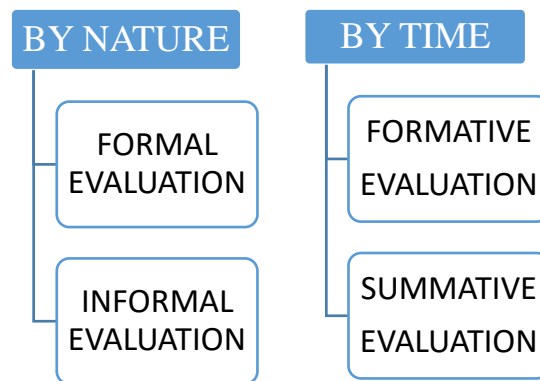 BY NATURE
FORMAL
EVALUATION
INFORMAL
EVALUATION
BY TIME
FORMATIVE
EVALUATION
SUMMATIVE
EVALUATION